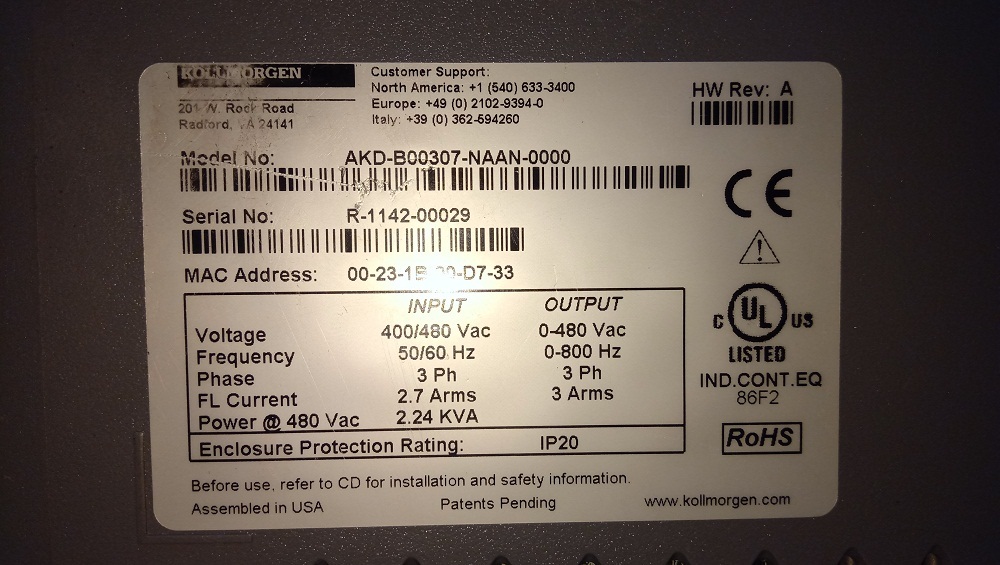 KOLLMORGEN
201 W. Rock Road
Radford, VA 24141
Customer Support:
North America: +1 (540) 633-3400
Europe: +49 (0) 2102-9394-0
Italy: +39 (0) 362-594260
HW Rev: A
Model No: AKD-B00307-NAAN-0000
Serial No: R-1142-00029
MAC Address:
INPUT OUTPUT
Voltage 400/480 Vac 0-480 Vac
Frequency 50/60 Hz 0-800 Hz
Phase 3 Ph 3 Ph
FL Current 2.7 Arms 3 Arms
Power @ 480 Vac 2.24 KVA
Enclosure Protection Rating: IP20
CE
C UL US
LISTED
IND.CONT.EQ
86F2
RoHS
Before use, refer to CD for installation and safety information.
Assembled in USA Patents Pending www.kollmorgen.com